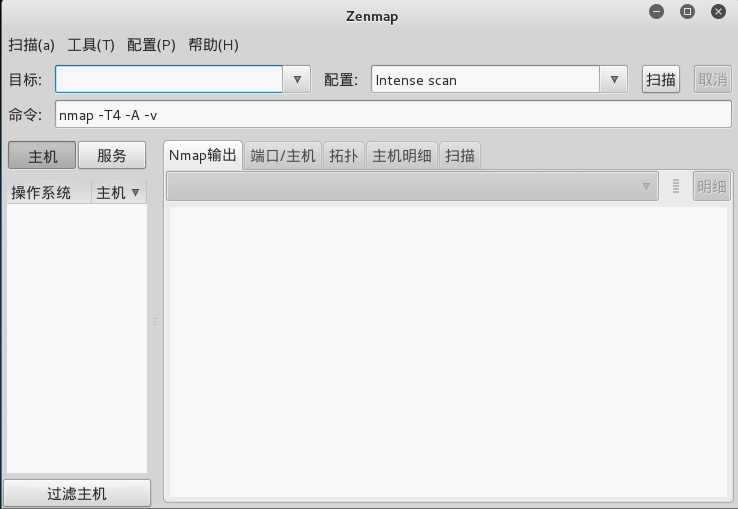 Zenmap
扫描(a) 工具(T) 配置(P) 帮助(H)
目标: 配置: Intense scan 扫描 取消
命令: nmap -T4 -A -v
主机 服务 Nmap输出 端口/主机 拓扑 主机明细 扫描
操作系统 主机 明细
过滤主机